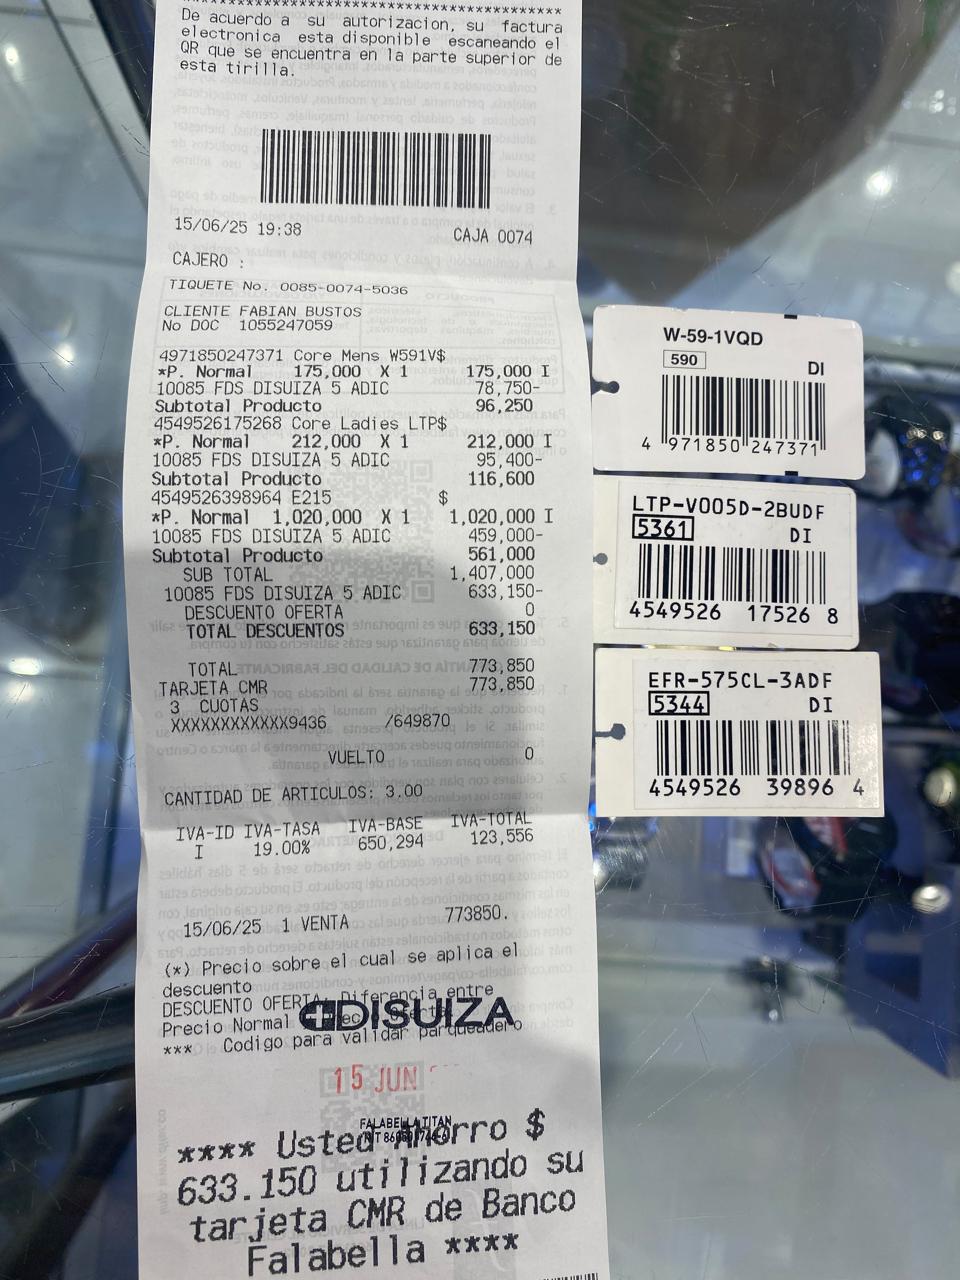 De acuerdo a su autorizacion, su factura
electronica esta disponible escaneando el
QR que se encuentra en la parte superior de
esta tirilla.
15/06/25 19:38 CAJA 0074
CAJERO :
TIQUETE No. 0085-0074-5036
CLIENTE FABIAN BUSTOS
No DOC 1055247059
4971850247371 Core Mens W591V$
*P. Normal 175,000 X 1 175,000 I
10085 FDS DISUIZA 5 ADIC 78,750-
Subtotal Producto 96,250
4549526175268 Core Ladies LTP$
*P. Normal 212,000 X 1 212,000 I
10085 FDS DISUIZA 5 ADIC 95,400-
Subtotal Producto 116,600
4549526398964 E215 $
*P. Normal 1,020,000 X 1 1,020,000 I
10085 FDS DISUIZA 5 ADIC 459,000-
Subtotal Producto 561,000
SUB TOTAL 1,407,000
10085 FDS DISUIZA 5 ADIC 633,150-
DESCUENTO OFERTA 0
TOTAL DESCUENTOS 633,150
TOTAL 773,850
TARJETA CMR 773,850
3 CUOTAS
XXXXXXXXXXXX9436 /649870
VUELTO 0
CANTIDAD DE ARTICULOS: 3.00
IVA-ID IVA-TASA IVA-BASE IVA-TOTAL
I 19.00% 650,294 123,556
15/06/25 1 VENTA 773850.
(*) Precio sobre el cual se aplica el
descuento
DESCUENTO OFERTA Diferencia entre
Precio Normal
*** Codigo para validar parqueadero
DISUIZA
15 JUN
FALABELLA TITAN
**** Usted Ahorro $
633.150 utilizando su
tarjeta CMR de Banco
Falabella ****
W-59-1VQD
590 DI
4 971850 247371
LTP-V005D-2BUDF
5361 DI
4549526 17526 8
EFR-575CL-3ADF
5344 DI
4549526 39896 4